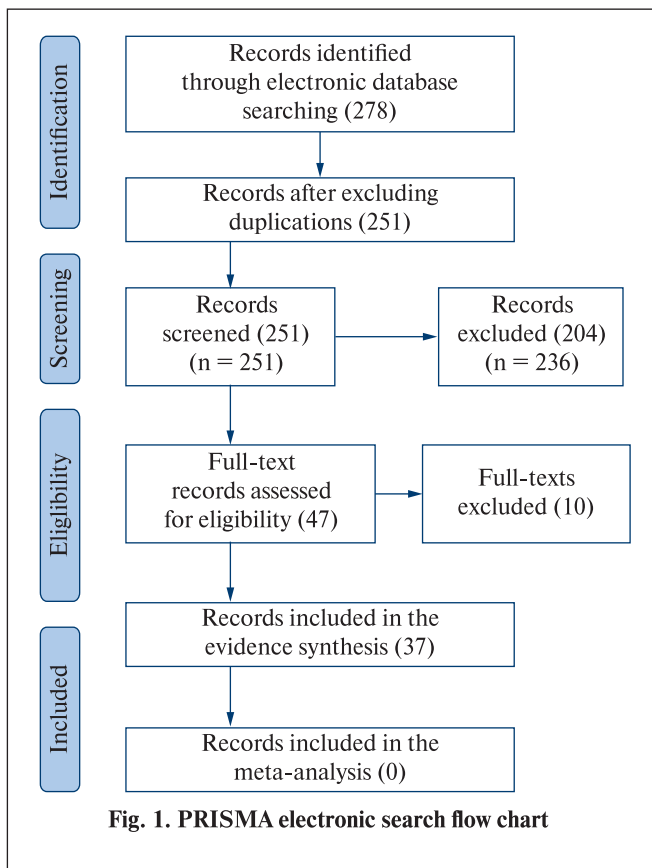 Identification
Records identified
through electronic database
searching (278)
Records after excluding
duplications (251)
Screening
Records
screened (251)
(n = 251)
Records
excluded (204)
(n = 236)
Eliglibility
Full-text
records assessed
for eligibility (47)
Full-texts
excluded (10)
Included
Records included in the
evidence synthesis (37)
Records included in the
meta-analysis (0)
Fig. 1. PRISMA electronic search flow chart